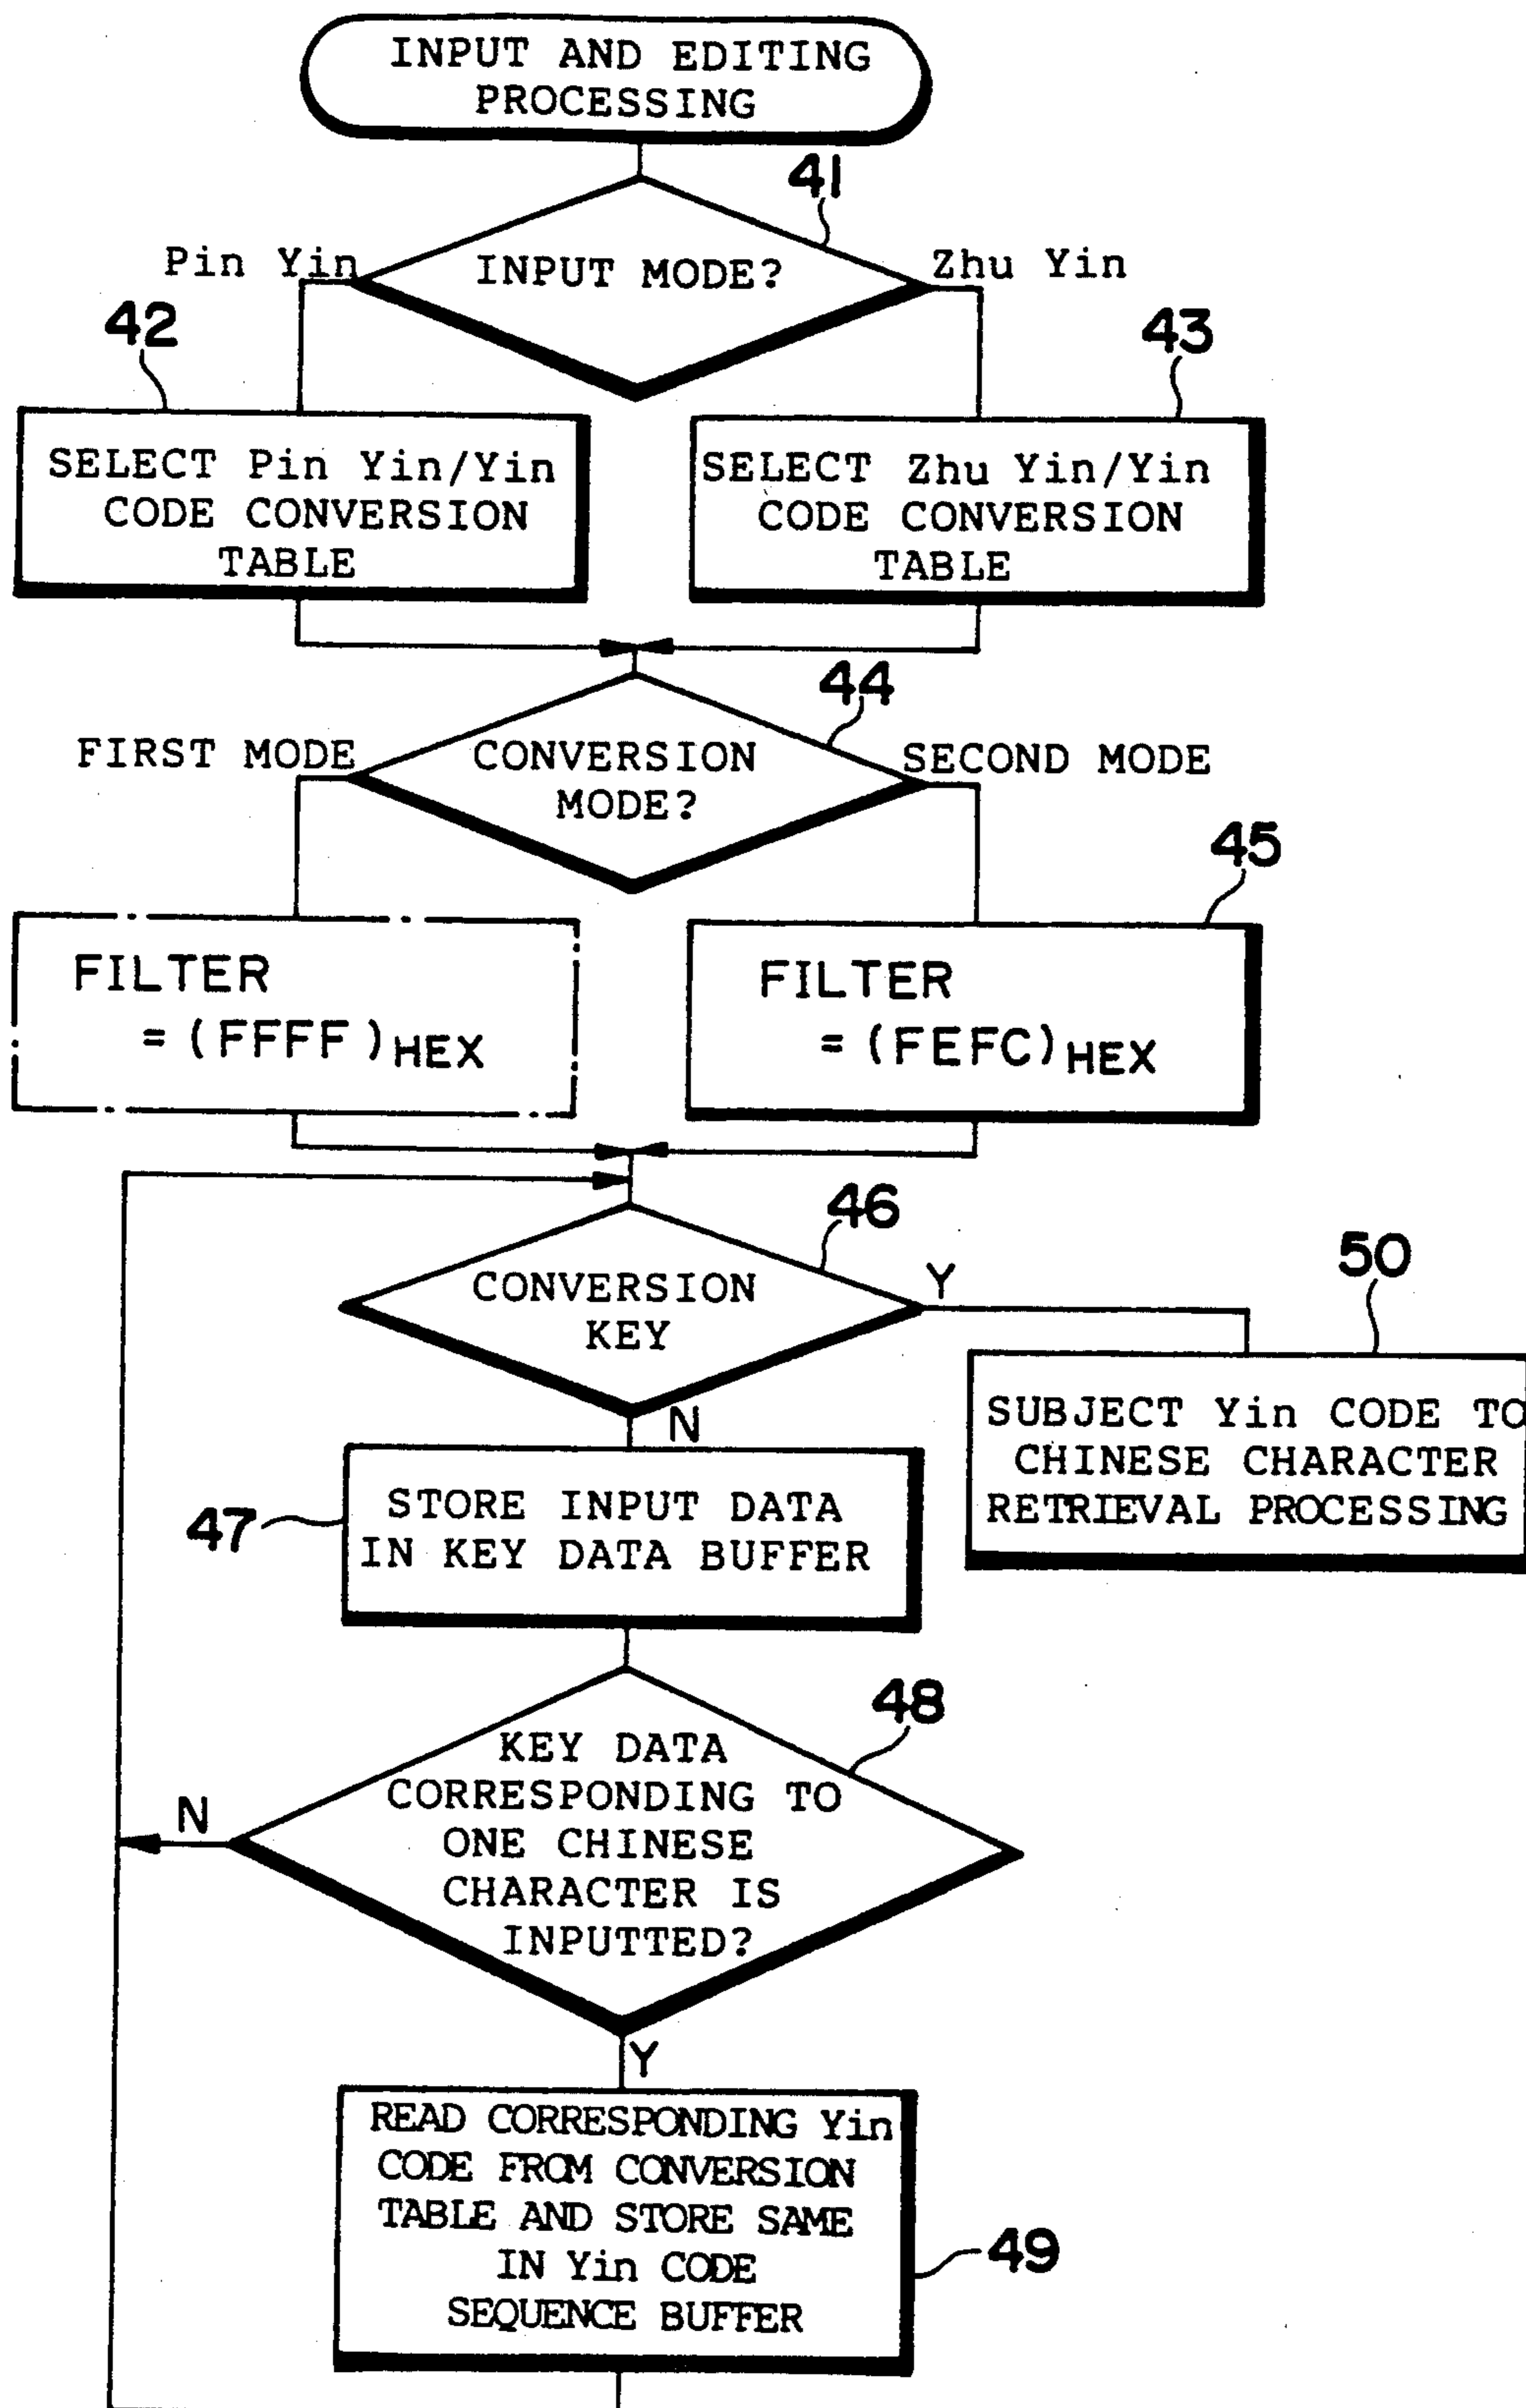 INPUT AND EDITING
PROCESSING
41
Pin Yin
INPUT MODE?
Zhu Yin
42
43
SELECT Pin Yin/Yin
CODE CONVERSION
TABLE
SELECT Zhu Yin/Yin
CODE CONVERSION
TABLE
44
FIRST MODE
CONVERSION
MODE?
SECOND MODE
45
FILTER
= (FFFF)HEX
FILTER
= (FEFC)HEX
46
CONVERSION
KEY
Y
50
N
SUBJECT Yin CODE TO
CHINESE CHARACTER
RETRIEVAL PROCESSING
47
STORE INPUT DATA
IN KEY DATA BUFFER
48
KEY DATA
CORRESPONDING TO
ONE CHINESE
CHARACTER IS
INPUTTED?
N
Y
READ CORRESPONDING Yin
CODE FROM CONVERSION
TABLE AND STORE SAME
IN Yin CODE
SEQUENCE BUFFER
49